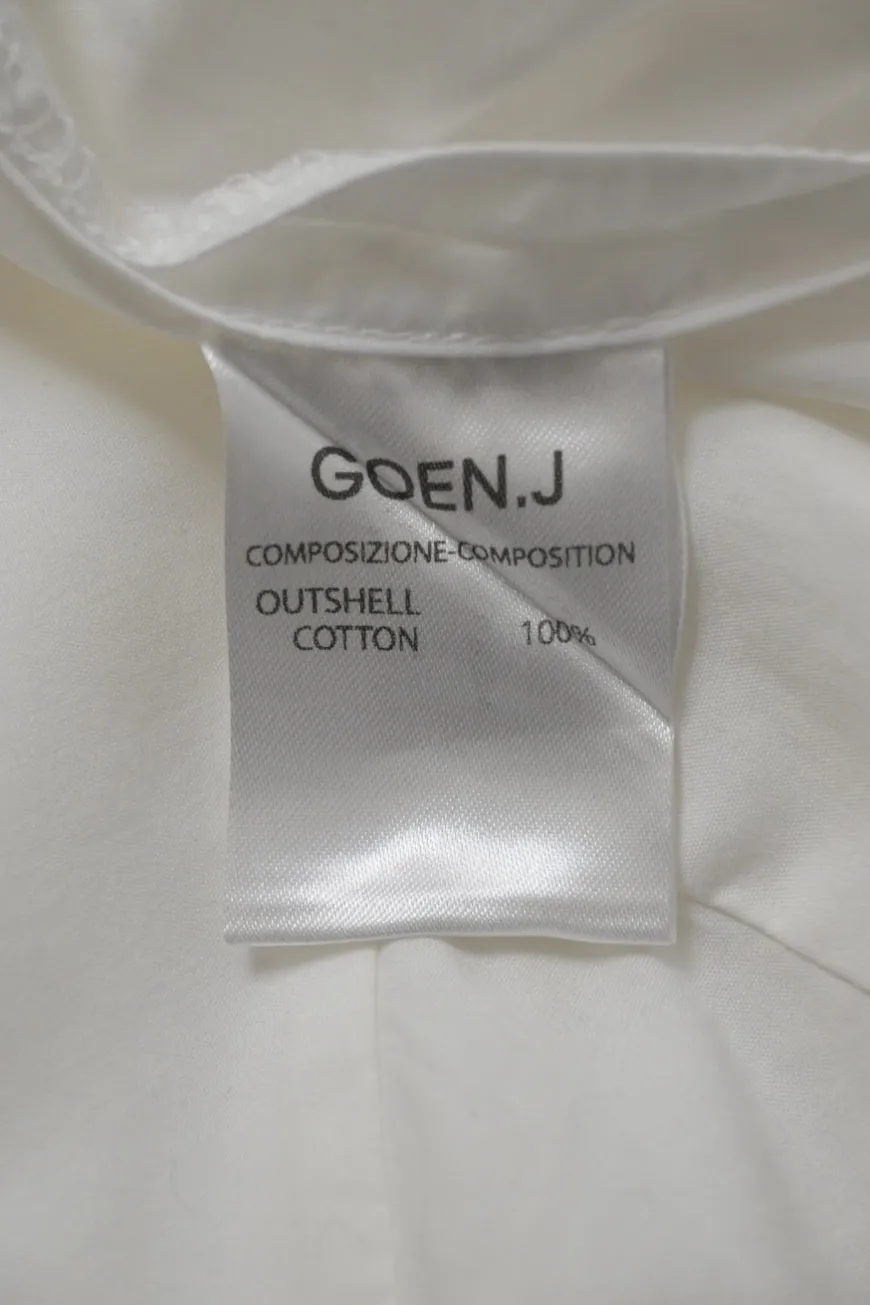 GOEN.J
COMPOSIZIONE-COMPOSITION
OUTSHELL
COTTON 100%